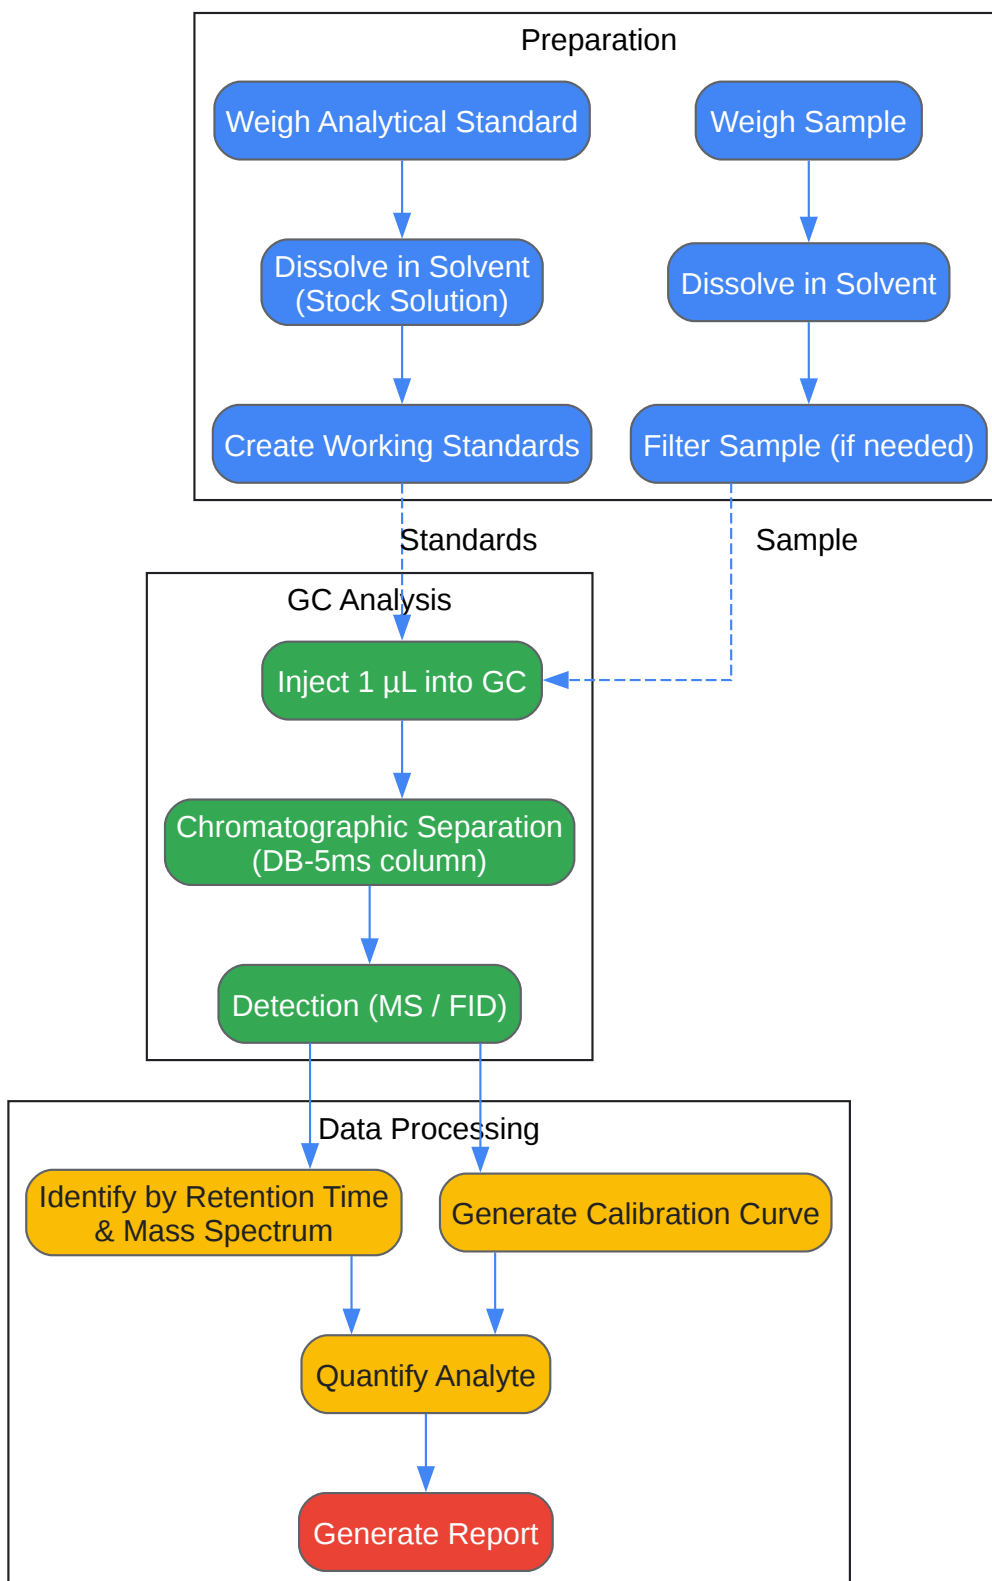 Preparation
Weigh Analytical Standard
Weigh Sample
Dissolve in Solvent
(Stock Solution)
Dissolve in Solvent
Create Working Standards
Filter Sample (if needed)
Standards
Sample
GC Analysis
Inject 1 µL into GC
Chromatographic Separation
(DB-5ms column)
Detection (MS / FID)
Data Processing
Identify by Retention Time
& Mass Spectrum
Generate Calibration Curve
Quantify Analyte
Generate Report